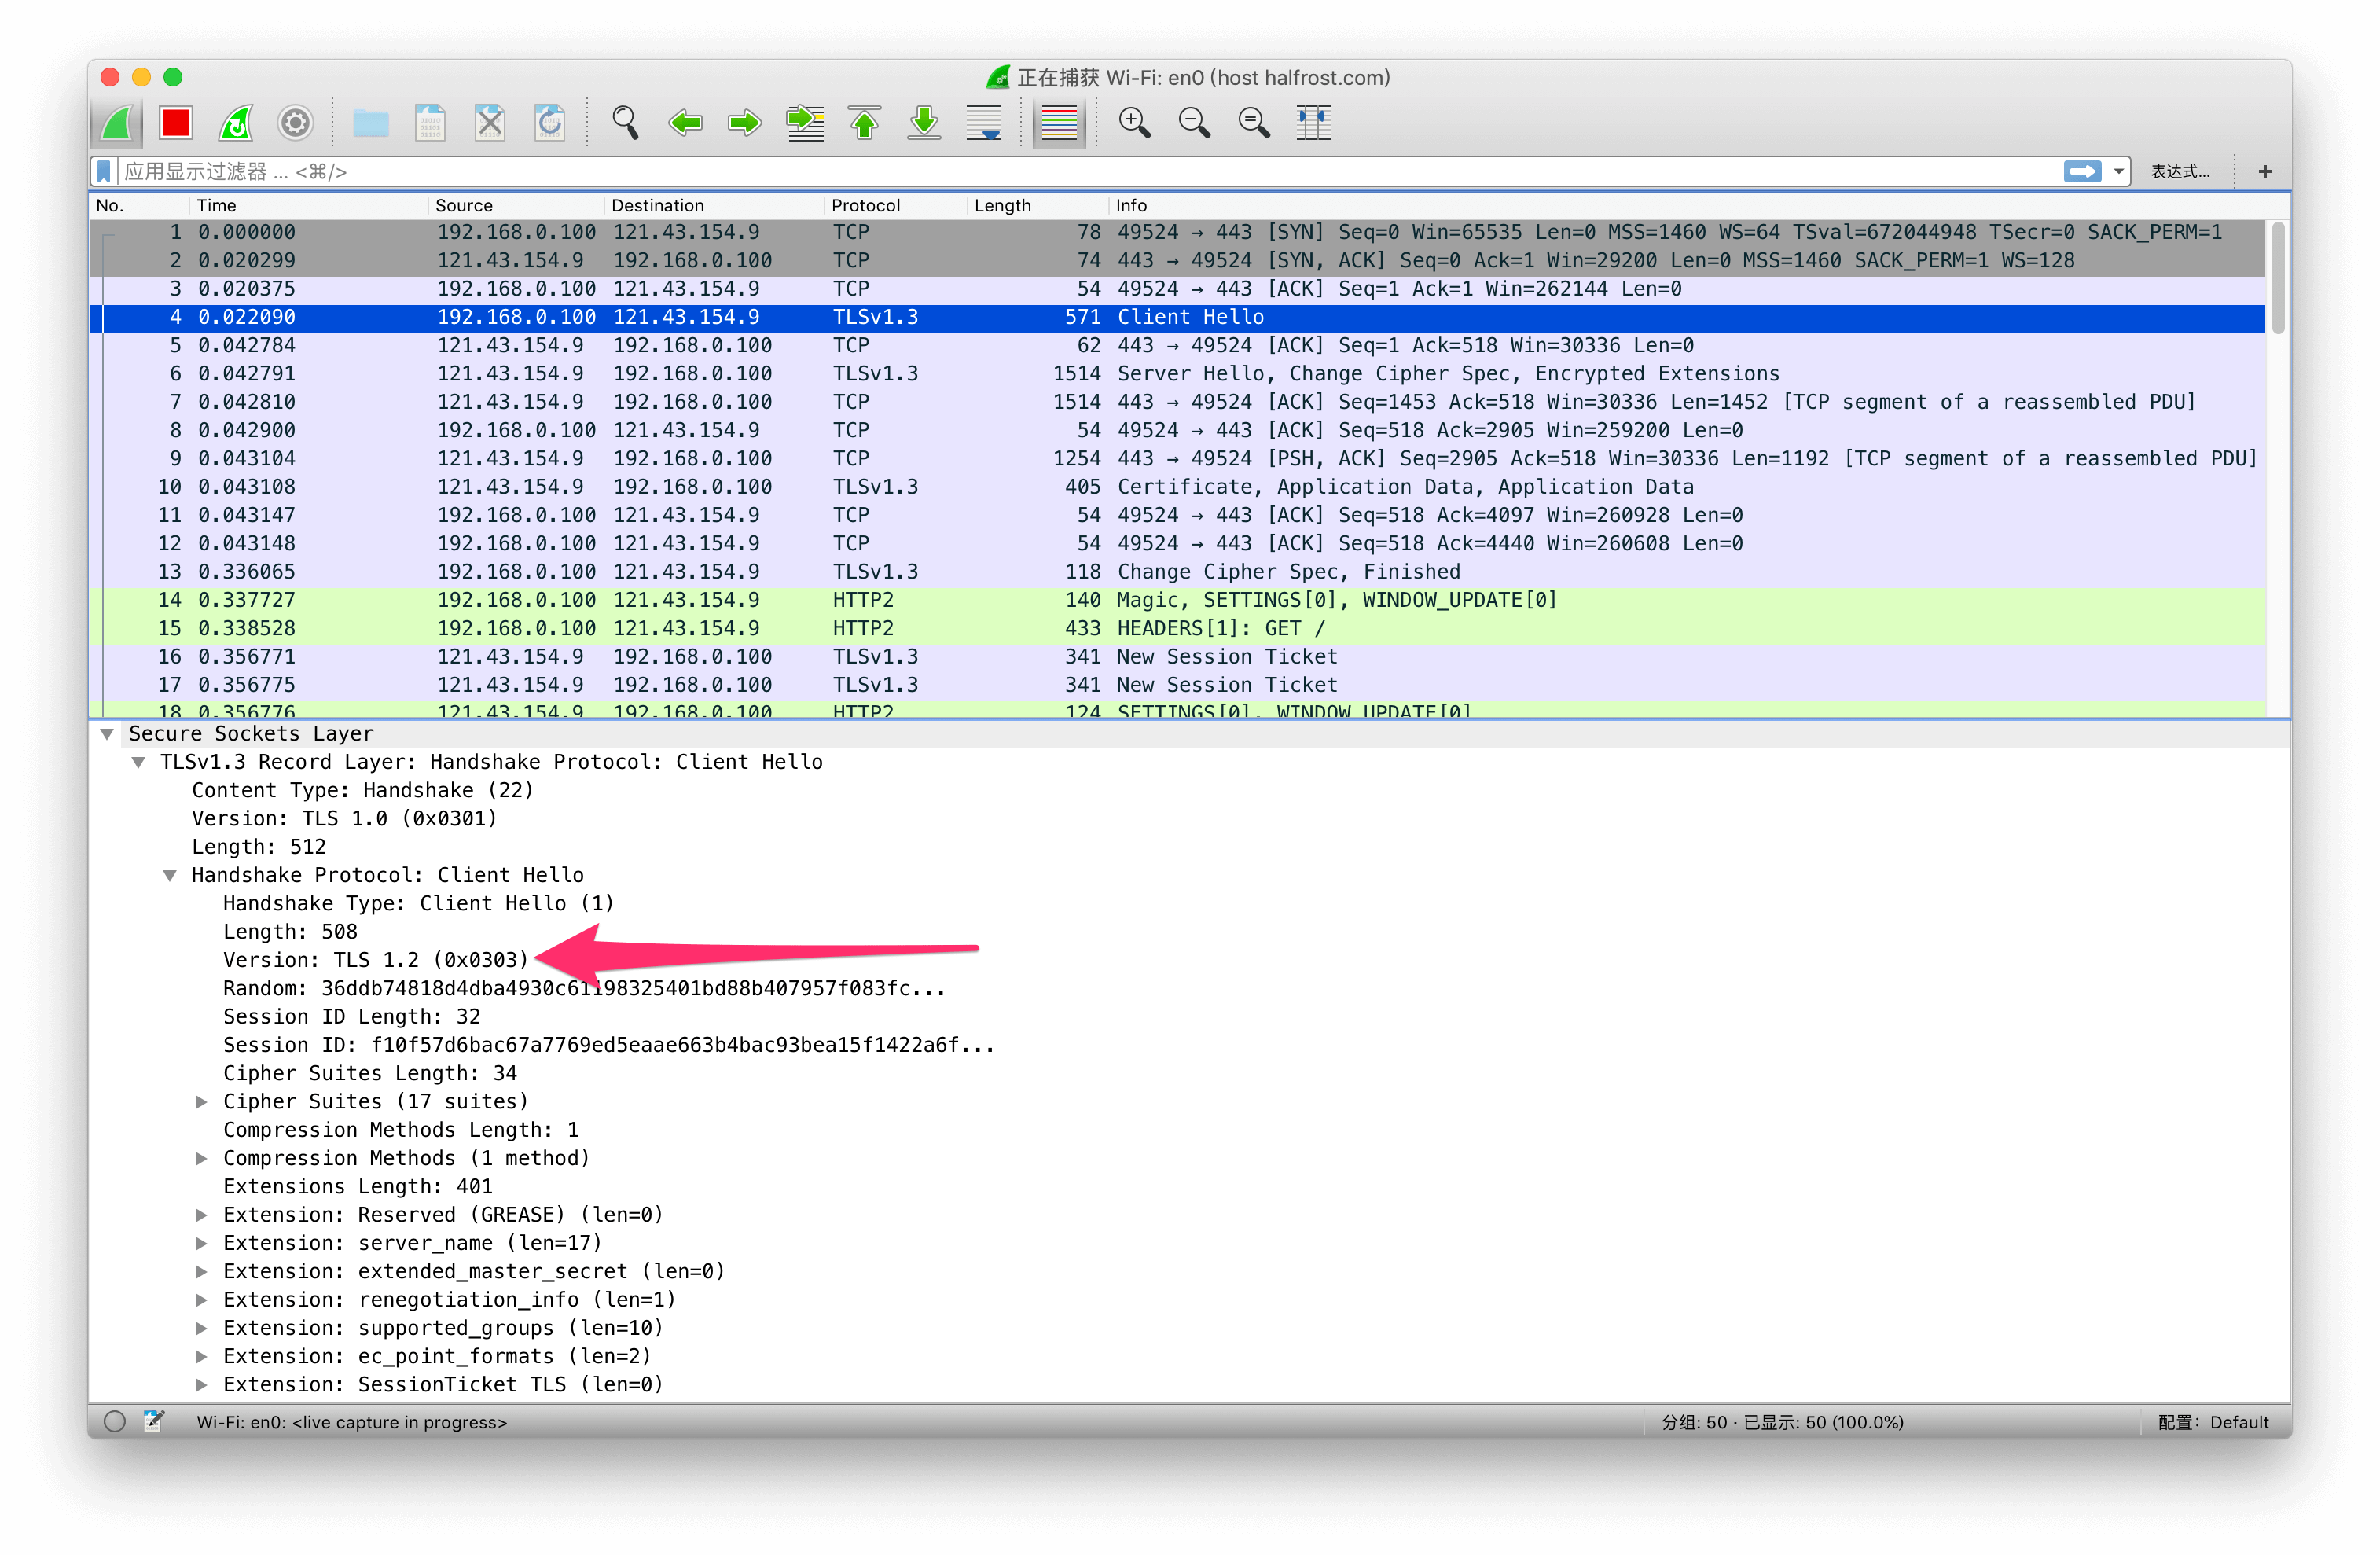 正在捕获 Wi-Fi: en0 (host halfrost.com)
应用显示过滤器 ... <⌘/>
表达式...
+
No. Time Source Destination Protocol Length Info
1 0.000000 192.168.0.100 121.43.154.9 TCP 78 49524 → 443 [SYN] Seq=0 Win=65535 Len=0 MSS=1460 WS=64 TSval=672044948 TSecr=0 SACK_PERM=1
2 0.020299 121.43.154.9 192.168.0.100 TCP 74 443 → 49524 [SYN, ACK] Seq=0 Ack=1 Win=29200 Len=0 MSS=1460 SACK_PERM=1 WS=128
3 0.020375 192.168.0.100 121.43.154.9 TCP 54 49524 → 443 [ACK] Seq=1 Ack=1 Win=262144 Len=0
4 0.022090 192.168.0.100 121.43.154.9 TLSv1.3 571 Client Hello
5 0.042784 121.43.154.9 192.168.0.100 TCP 62 443 → 49524 [ACK] Seq=1 Ack=518 Win=30336 Len=0
6 0.042791 121.43.154.9 192.168.0.100 TLSv1.3 1514 Server Hello, Change Cipher Spec, Encrypted Extensions
7 0.042810 121.43.154.9 192.168.0.100 TCP 1514 443 → 49524 [ACK] Seq=1453 Ack=518 Win=30336 Len=1452 [TCP segment of a reassembled PDU]
8 0.042900 192.168.0.100 121.43.154.9 TCP 54 49524 → 443 [ACK] Seq=518 Ack=2905 Win=259200 Len=0
9 0.043104 121.43.154.9 192.168.0.100 TCP 1254 443 → 49524 [PSH, ACK] Seq=2905 Ack=518 Win=30336 Len=1192 [TCP segment of a reassembled PDU]
10 0.043108 121.43.154.9 192.168.0.100 TLSv1.3 405 Certificate, Application Data, Application Data
11 0.043147 192.168.0.100 121.43.154.9 TCP 54 49524 → 443 [ACK] Seq=518 Ack=4097 Win=260928 Len=0
12 0.043148 192.168.0.100 121.43.154.9 TCP 54 49524 → 443 [ACK] Seq=518 Ack=4440 Win=260608 Len=0
13 0.336065 192.168.0.100 121.43.154.9 TLSv1.3 118 Change Cipher Spec, Finished
14 0.337727 192.168.0.100 121.43.154.9 HTTP2 140 Magic, SETTINGS[0], WINDOW_UPDATE[0]
15 0.338528 192.168.0.100 121.43.154.9 HTTP2 433 HEADERS[1]: GET /
16 0.356771 121.43.154.9 192.168.0.100 TLSv1.3 341 New Session Ticket
17 0.356775 121.43.154.9 192.168.0.100 TLSv1.3 341 New Session Ticket
18 0.356776 121.43.154.9 192.168.0.100 HTTP2 124 SETTINGS[0], WINDOW_UPDATE[0]
Secure Sockets Layer
TLSv1.3 Record Layer: Handshake Protocol: Client Hello
Content Type: Handshake (22)
Version: TLS 1.0 (0x0301)
Length: 512
Handshake Protocol: Client Hello
Handshake Type: Client Hello (1)
Length: 508
Version: TLS 1.2 (0x0303)
Random: 36ddb74818d4dba4930c61198325401bd88b407957f083fc...
Session ID Length: 32
Session ID: f10f57d6bac67a7769ed5eaae663b4bac93bea15f1422a6f...
Cipher Suites Length: 34
Cipher Suites (17 suites)
Compression Methods Length: 1
Compression Methods (1 method)
Extensions Length: 401
Extension: Reserved (GREASE) (len=0)
Extension: server_name (len=17)
Extension: extended_master_secret (len=0)
Extension: renegotiation_info (len=1)
Extension: supported_groups (len=10)
Extension: ec_point_formats (len=2)
Extension: SessionTicket TLS (len=0)
Wi-Fi: en0: <live capture in progress>
分组: 50 · 已显示: 50 (100.0%)
配置: Default